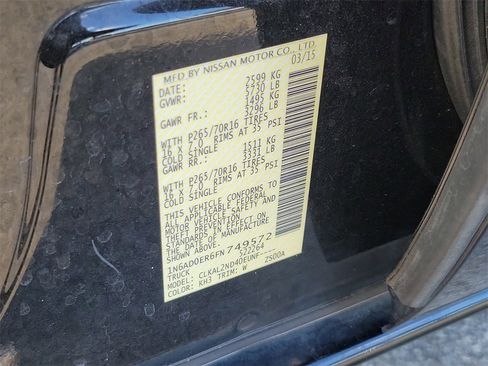 MFD BY NISSAN MOTOR CO., LTD.
DATE: 03/15
GVWR: 2599 KG
5730 LB
GAWR FR.: 1495 KG
3296 LB
WITH P265/70R16 TIRES
16 X 7.0 RIMS AT 35 PSI
COLD SINGLE
GAWR RR.: 1511 KG
3331 LB
WITH P265/70R16 TIRES
16 X 7.0 RIMS AT 35 PSI
COLD SINGLE
THIS VEHICLE CONFORMS TO
ALL APPLICABLE FEDERAL
MOTOR VEHICLE SAFETY AND
THEFT PREVENTION
STANDARDS IN EFFECT ON
THE DATE OF MANUFACTURE
SHOWN ABOVE.
1N6AD0ER6FN749572
TRUCK 522264
MODEL: CLKAL2ND40EUNF----
COLOR: KH3 TRIM: W ZS00A